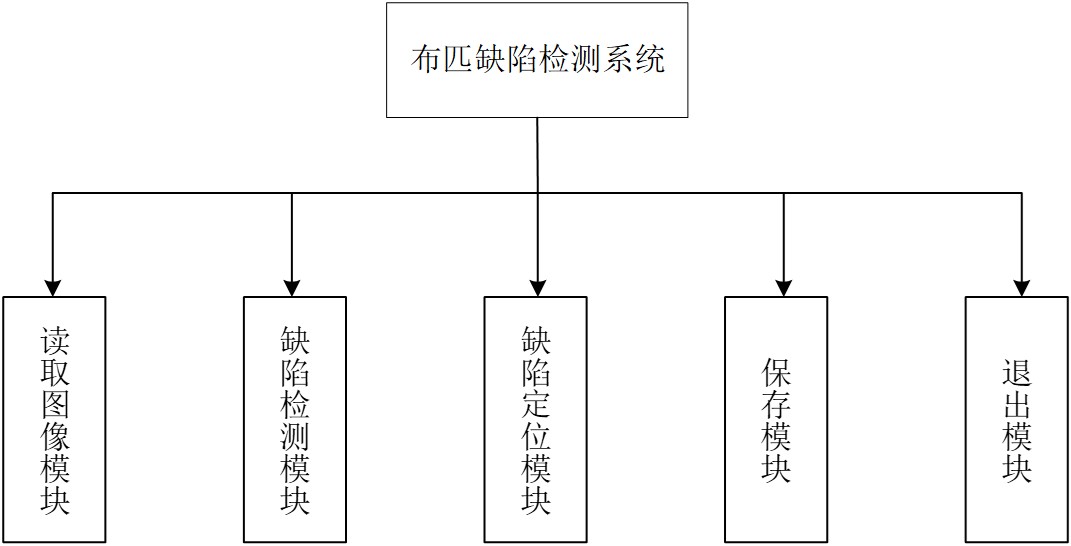 布匹缺陷检测系统
读取图像模块
缺陷检测模块
缺陷定位模块
保存模块
退出模块